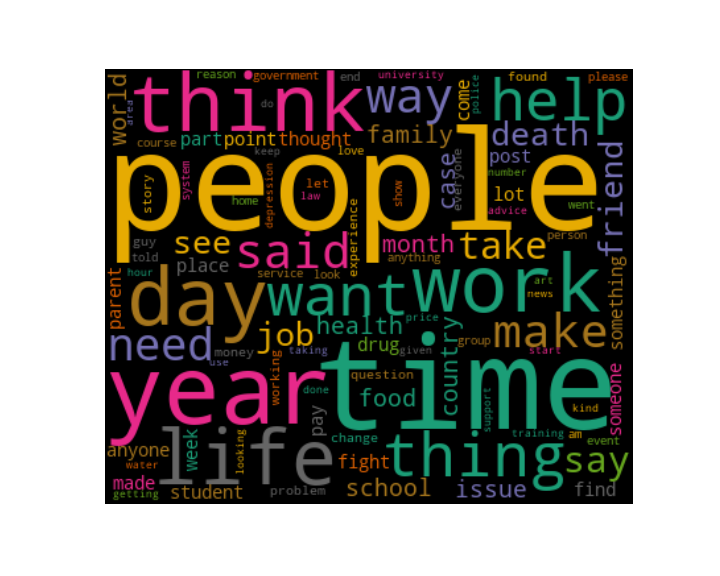 reason government end university found please
world area think do way come police help
course part point thought family death
keep love case everyone post number friend
people
story system home depression let law show lot advice went
guy see said experience month take person
told anything
hour place service look
parent day want work art news something
need job health price drug given group make
money use taking country start
year working question time someone
done food support kind
pay change training am event
anyone week looking life fight thing say
water
made getting student problem school issue find